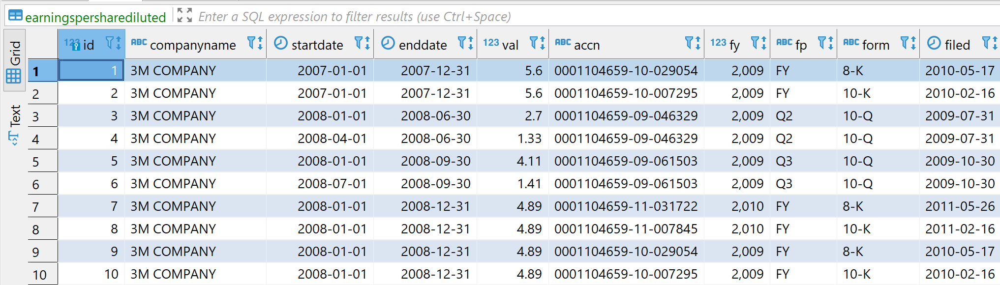 earningspersharediluted Enter a SQL expression to filter results (use Ctrl+Space)
Grid
Text
123 id ABC companyname startdate enddate 123 val ABC accn 123 fy ABC fp ABC form filed
1 1 3M COMPANY 2007-01-01 2007-12-31 5.6 0001104659-10-029054 2,009 FY 8-K 2010-05-17
2 2 3M COMPANY 2007-01-01 2007-12-31 5.6 0001104659-10-007295 2,009 FY 10-K 2010-02-16
3 3 3M COMPANY 2008-01-01 2008-06-30 2.7 0001104659-09-046329 2,009 Q2 10-Q 2009-07-31
4 4 3M COMPANY 2008-04-01 2008-06-30 1.33 0001104659-09-046329 2,009 Q2 10-Q 2009-07-31
5 5 3M COMPANY 2008-01-01 2008-09-30 4.11 0001104659-09-061503 2,009 Q3 10-Q 2009-10-30
6 6 3M COMPANY 2008-07-01 2008-09-30 1.41 0001104659-09-061503 2,009 Q3 10-Q 2009-10-30
7 7 3M COMPANY 2008-01-01 2008-12-31 4.89 0001104659-11-031722 2,010 FY 8-K 2011-05-26
8 8 3M COMPANY 2008-01-01 2008-12-31 4.89 0001104659-11-007845 2,010 FY 10-K 2011-02-16
9 9 3M COMPANY 2008-01-01 2008-12-31 4.89 0001104659-10-029054 2,009 FY 8-K 2010-05-17
10 10 3M COMPANY 2008-01-01 2008-12-31 4.89 0001104659-10-007295 2,009 FY 10-K 2010-02-16